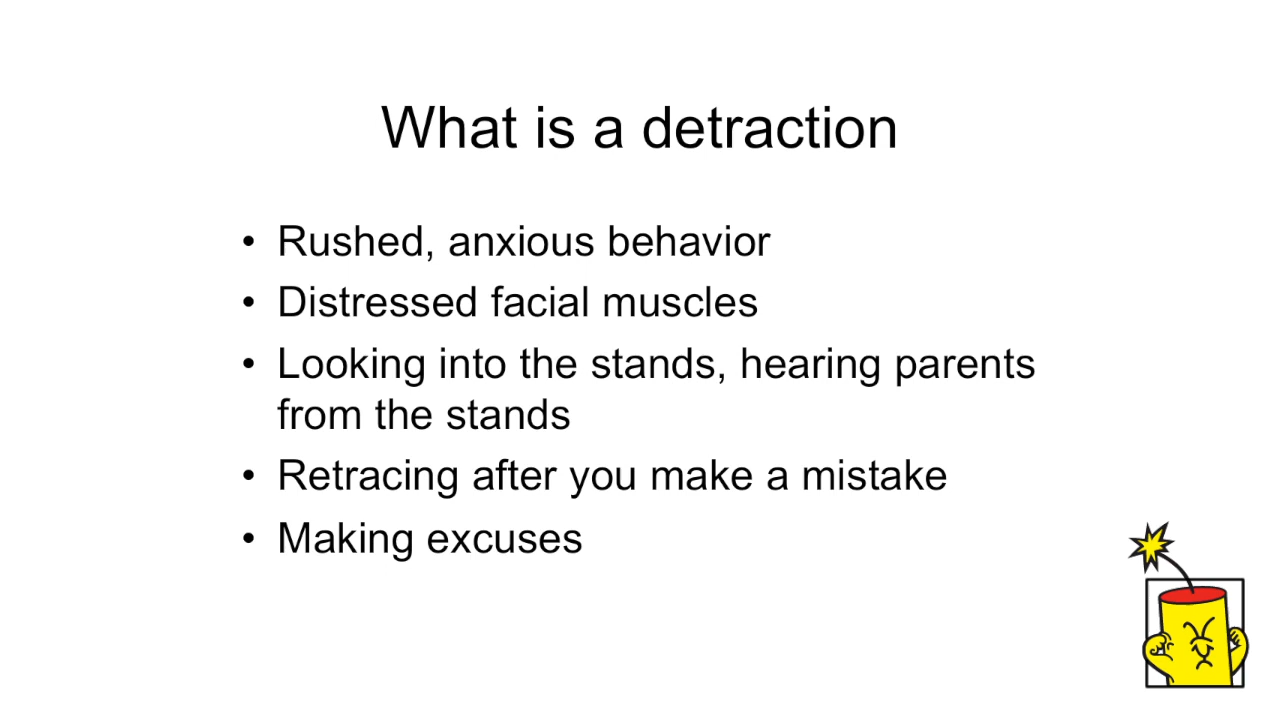 What is a detraction
• Rushed, anxious behavior
• Distressed facial muscles
• Looking into the stands, hearing parents
from the stands
• Retracing after you make a mistake
• Making excuses